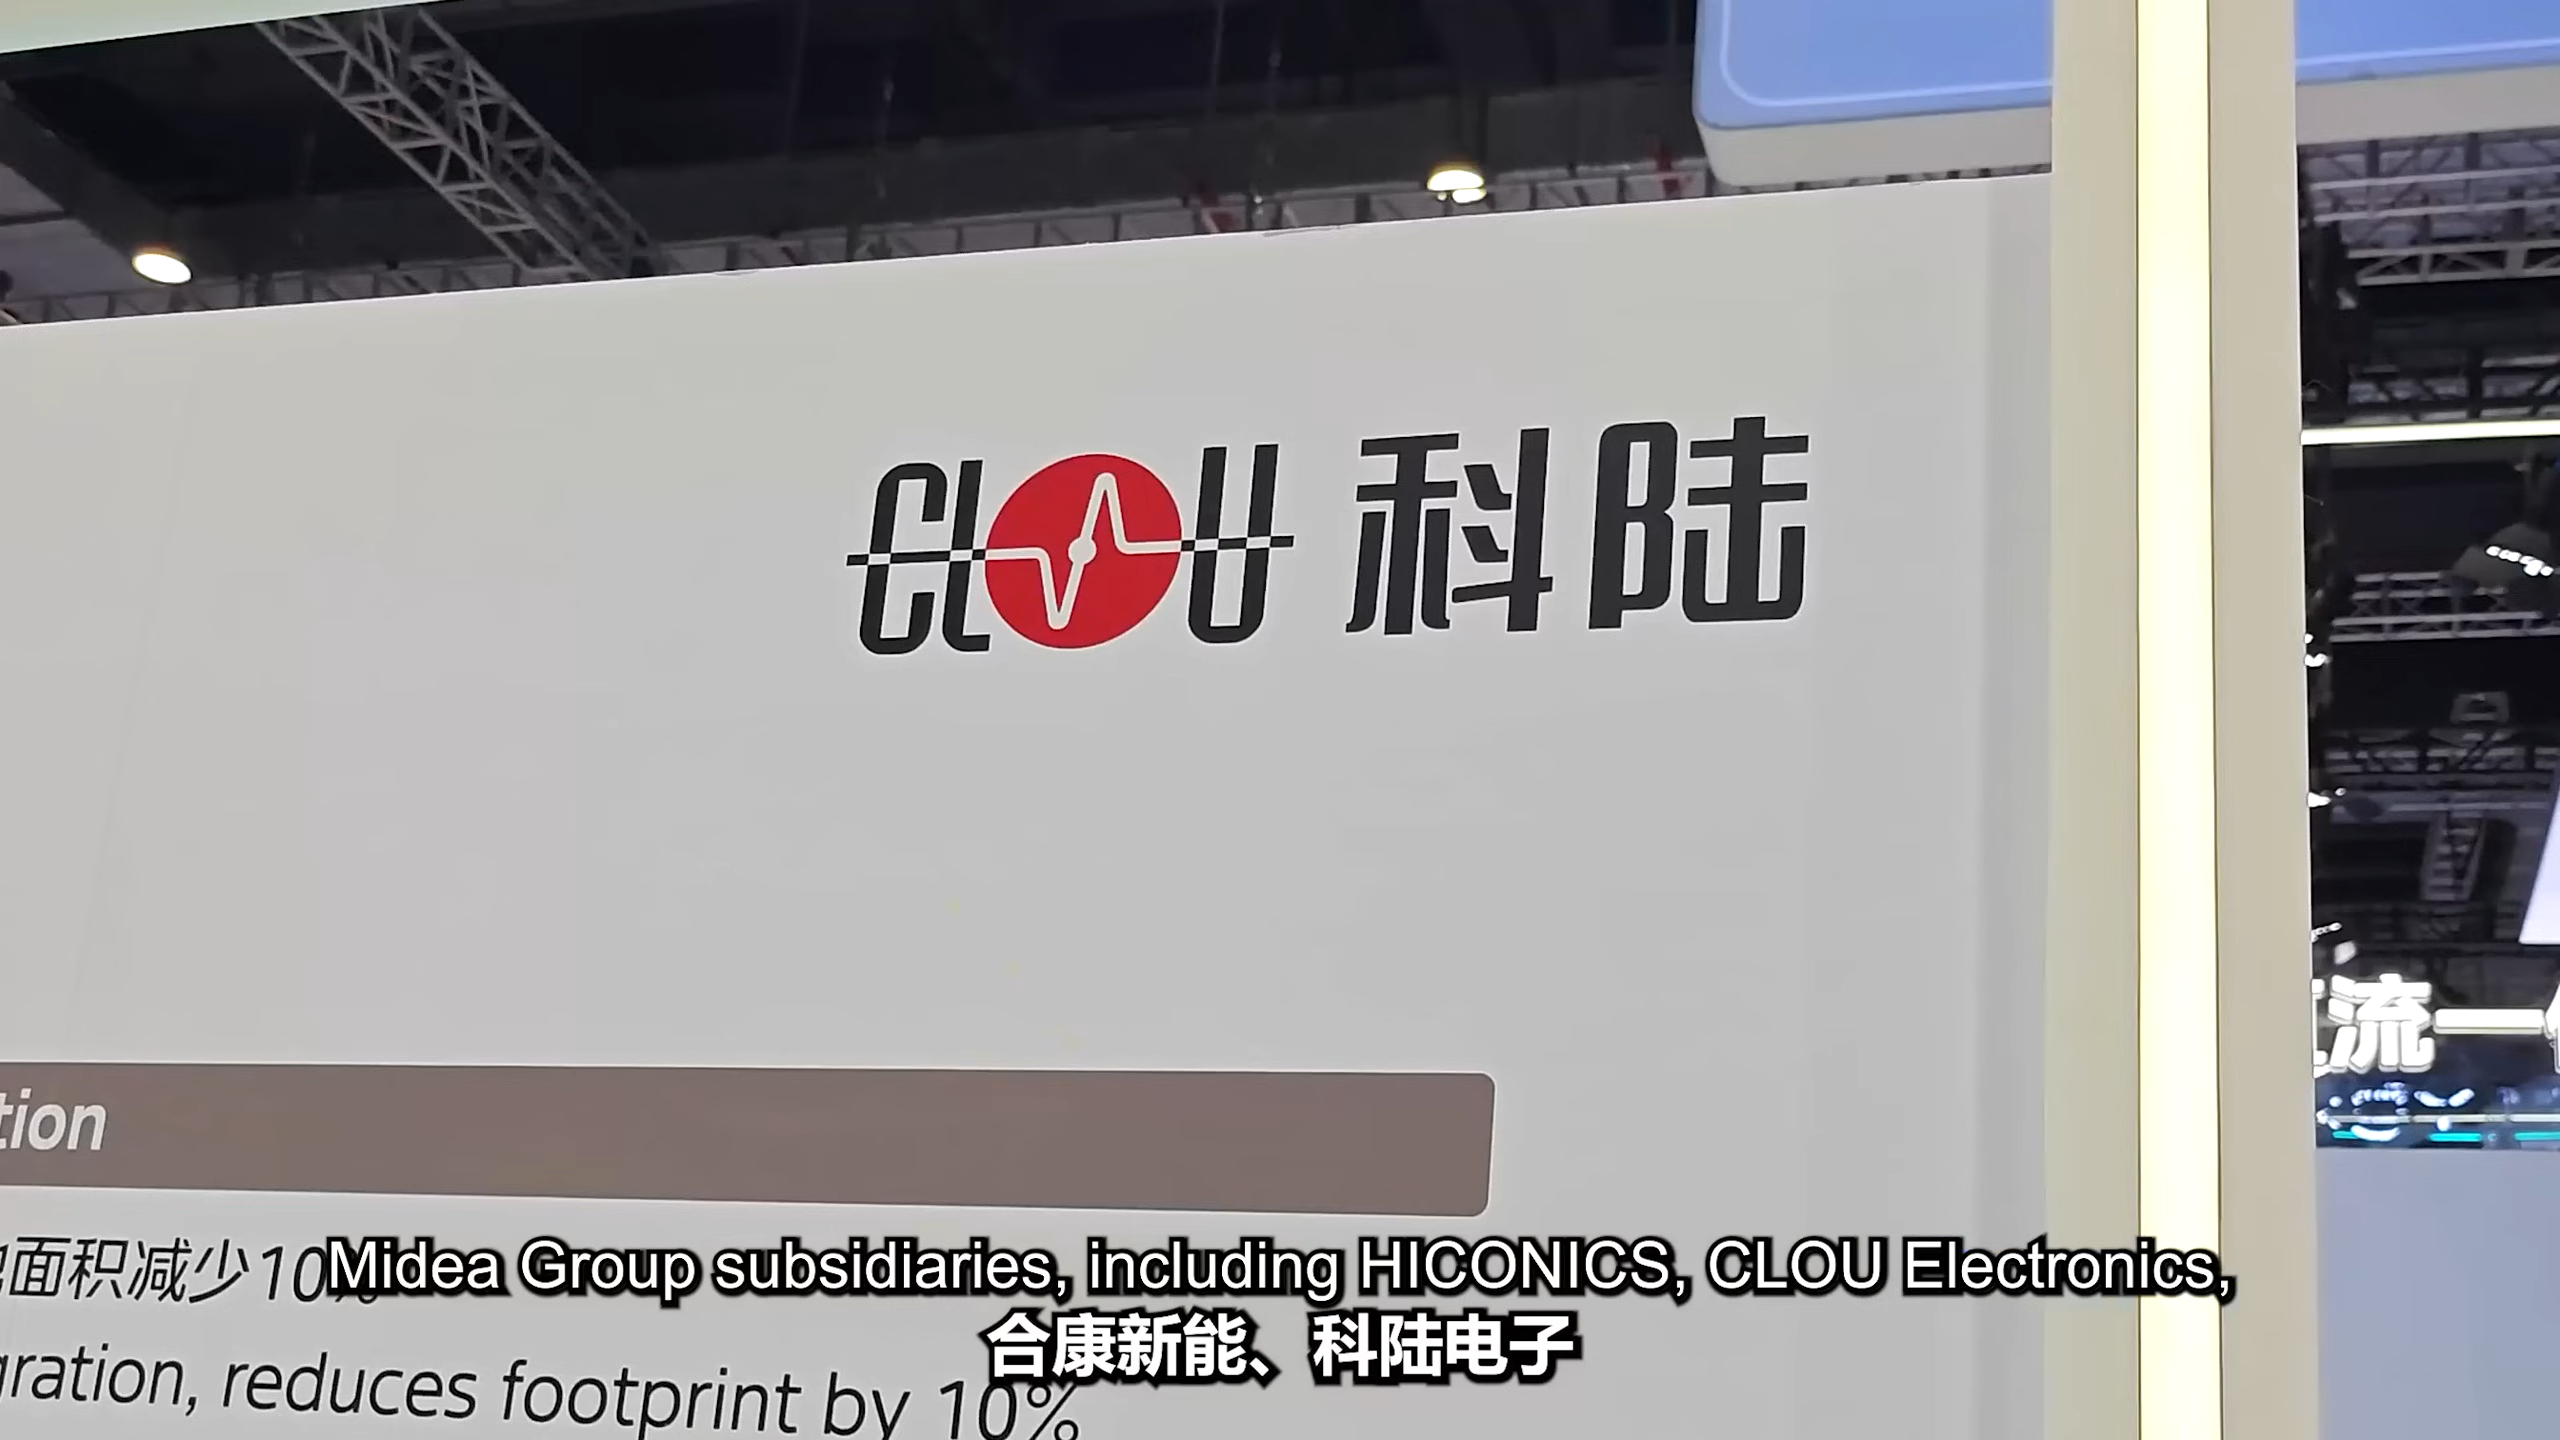 CLOU 科陆
流一
tion
面积减少10%
gration, reduces footprint by 10%
Midea Group subsidiaries, including HICONICS, CLOU Electronics,
合康新能、科陆电子